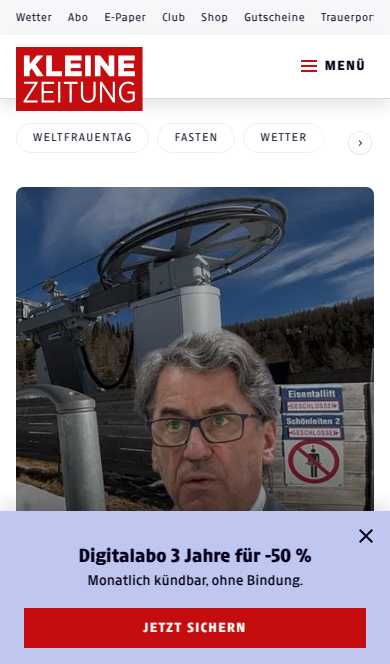 Wetter Abo E-Paper Club Shop Gutscheine Trauerpor
KLEINE
ZEITUNG
MENÜ
WELTFRAUENTAG FASTEN WETTER
Eisentallift
GESCHLOSSEN
Schönleiten 2
GESCHLOSSEN
Digitalabo 3 Jahre für -50 %
Monatlich kündbar, ohne Bindung.
JETZT SICHERN